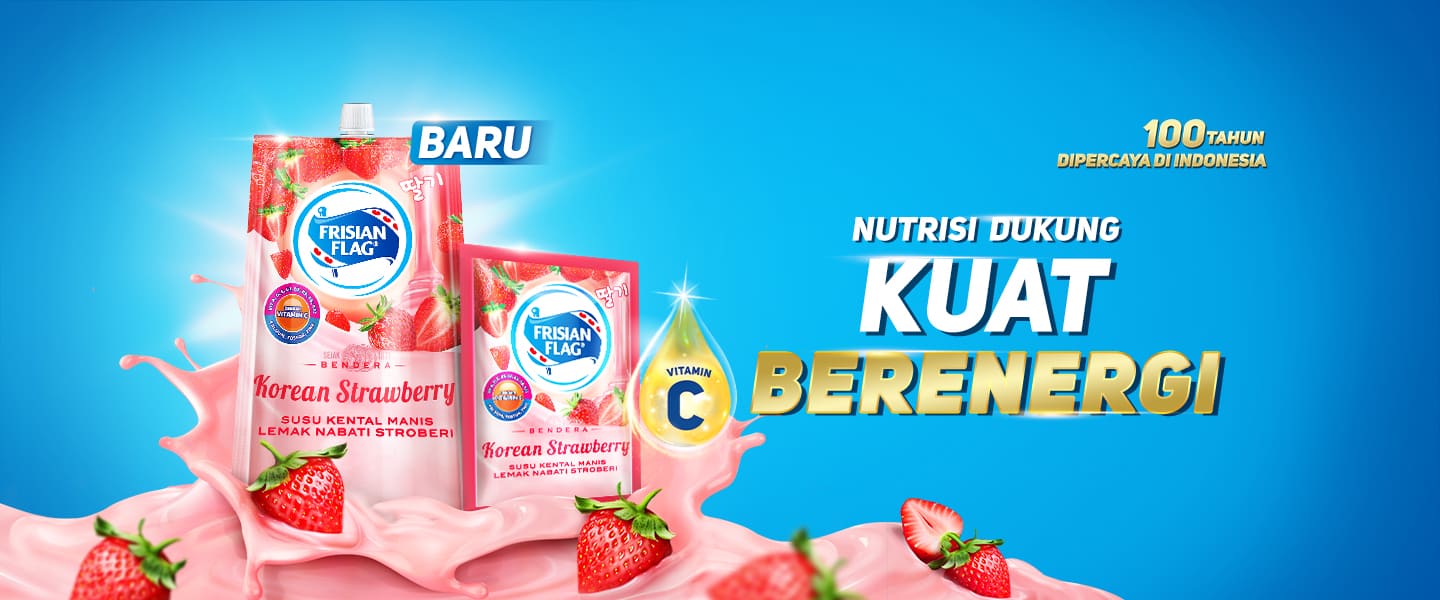 BARU
딸기
FRISIAN
FLAG
VITAMIN C
SEJAK
BENDERA
Korean Strawberry
SUSU KENTAL MANIS
LEMAK NABATI STROBERI
딸기
FRISIAN
FLAG
BENDERA
Korean Strawberry
SUSU KENTAL MANIS
LEMAK NABATI STROBERI
VITAMIN
C
100 TAHUN
DIPERCAYA DI INDONESIA
NUTRISI DUKUNG
KUAT
BERENERGI